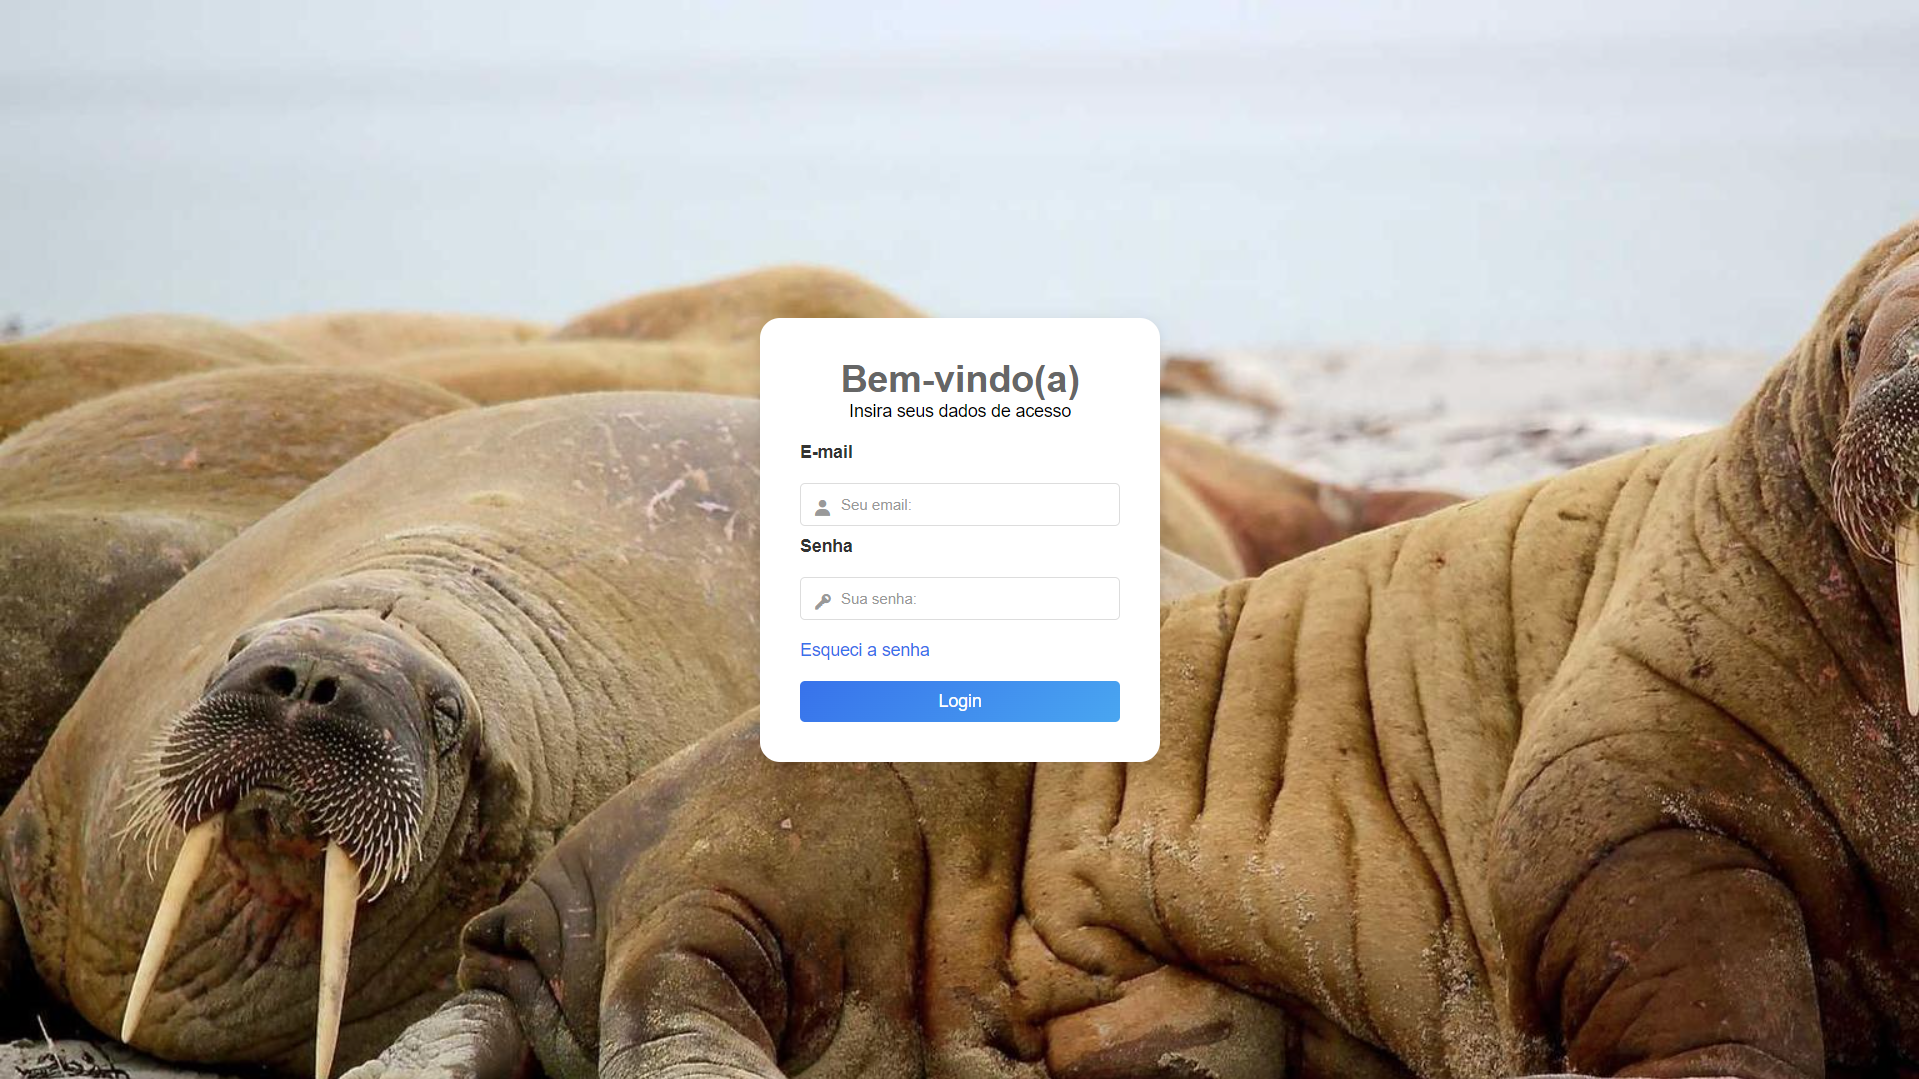 Bem-vindo(a)
Insira seus dados de acesso
E-mail
Seu email:
Senha
Sua senha:
Esqueci a senha
Login